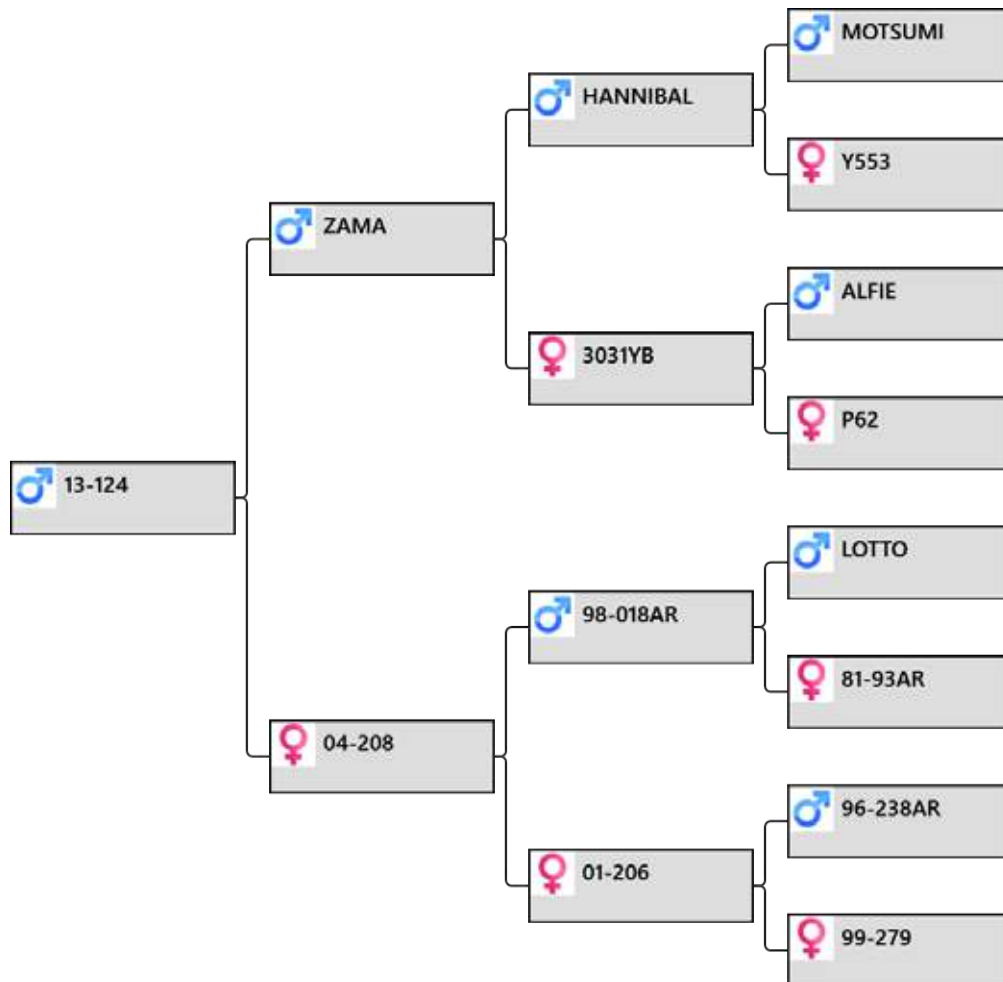 MOTSUMI
HANNIBAL
Y553
ZAMA
ALFIE
3031YB
P62
13-124
LOTTO
98-018AR
81-93AR
04-208
96-238AR
01-206
99-279